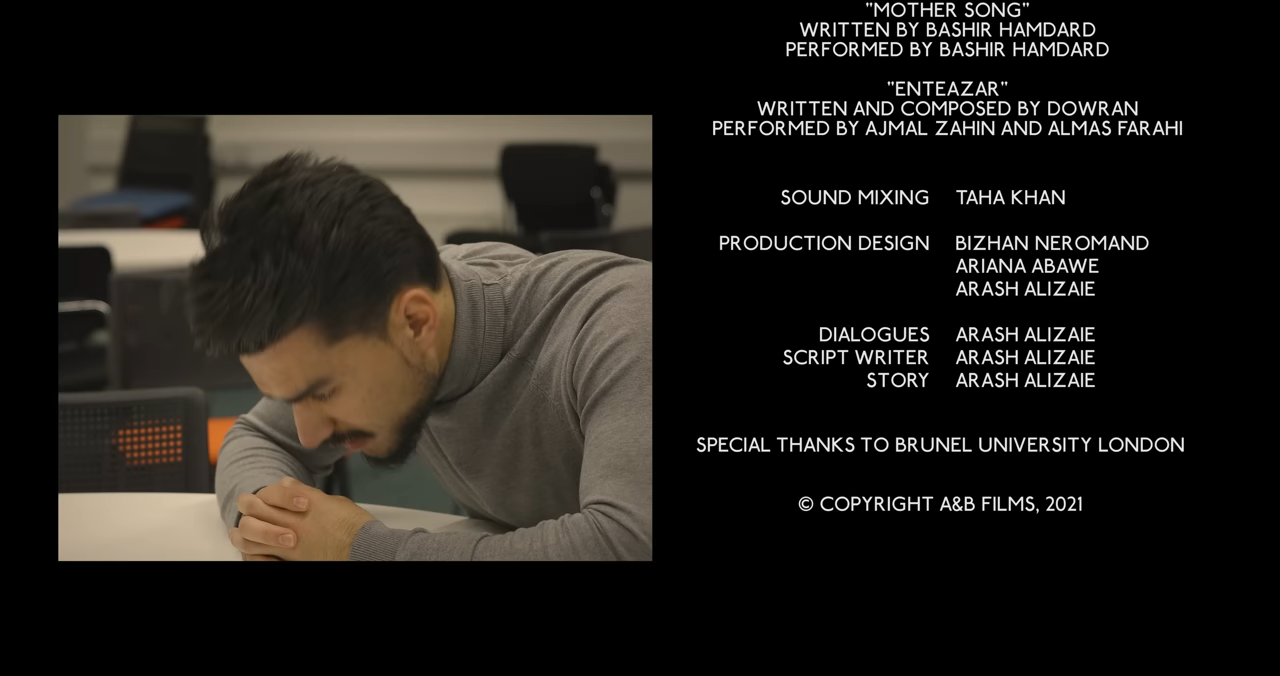 "MOTHER SONG"
WRITTEN BY BASHIR HAMDARD
PERFORMED BY BASHIR HAMDARD
"ENTEAZAR"
WRITTEN AND COMPOSED BY DOWRAN
PERFORMED BY AJMAL ZAHIN AND ALMAS FARAHI
SOUND MIXING TAHA KHAN
PRODUCTION DESIGN BIZHAN NEROMAND
ARIANA ABAWE
ARASH ALIZAIE
DIALOGUES ARASH ALIZAIE
SCRIPT WRITER ARASH ALIZAIE
STORY ARASH ALIZAIE
SPECIAL THANKS TO BRUNEL UNIVERSITY LONDON
© COPYRIGHT A&B FILMS, 2021